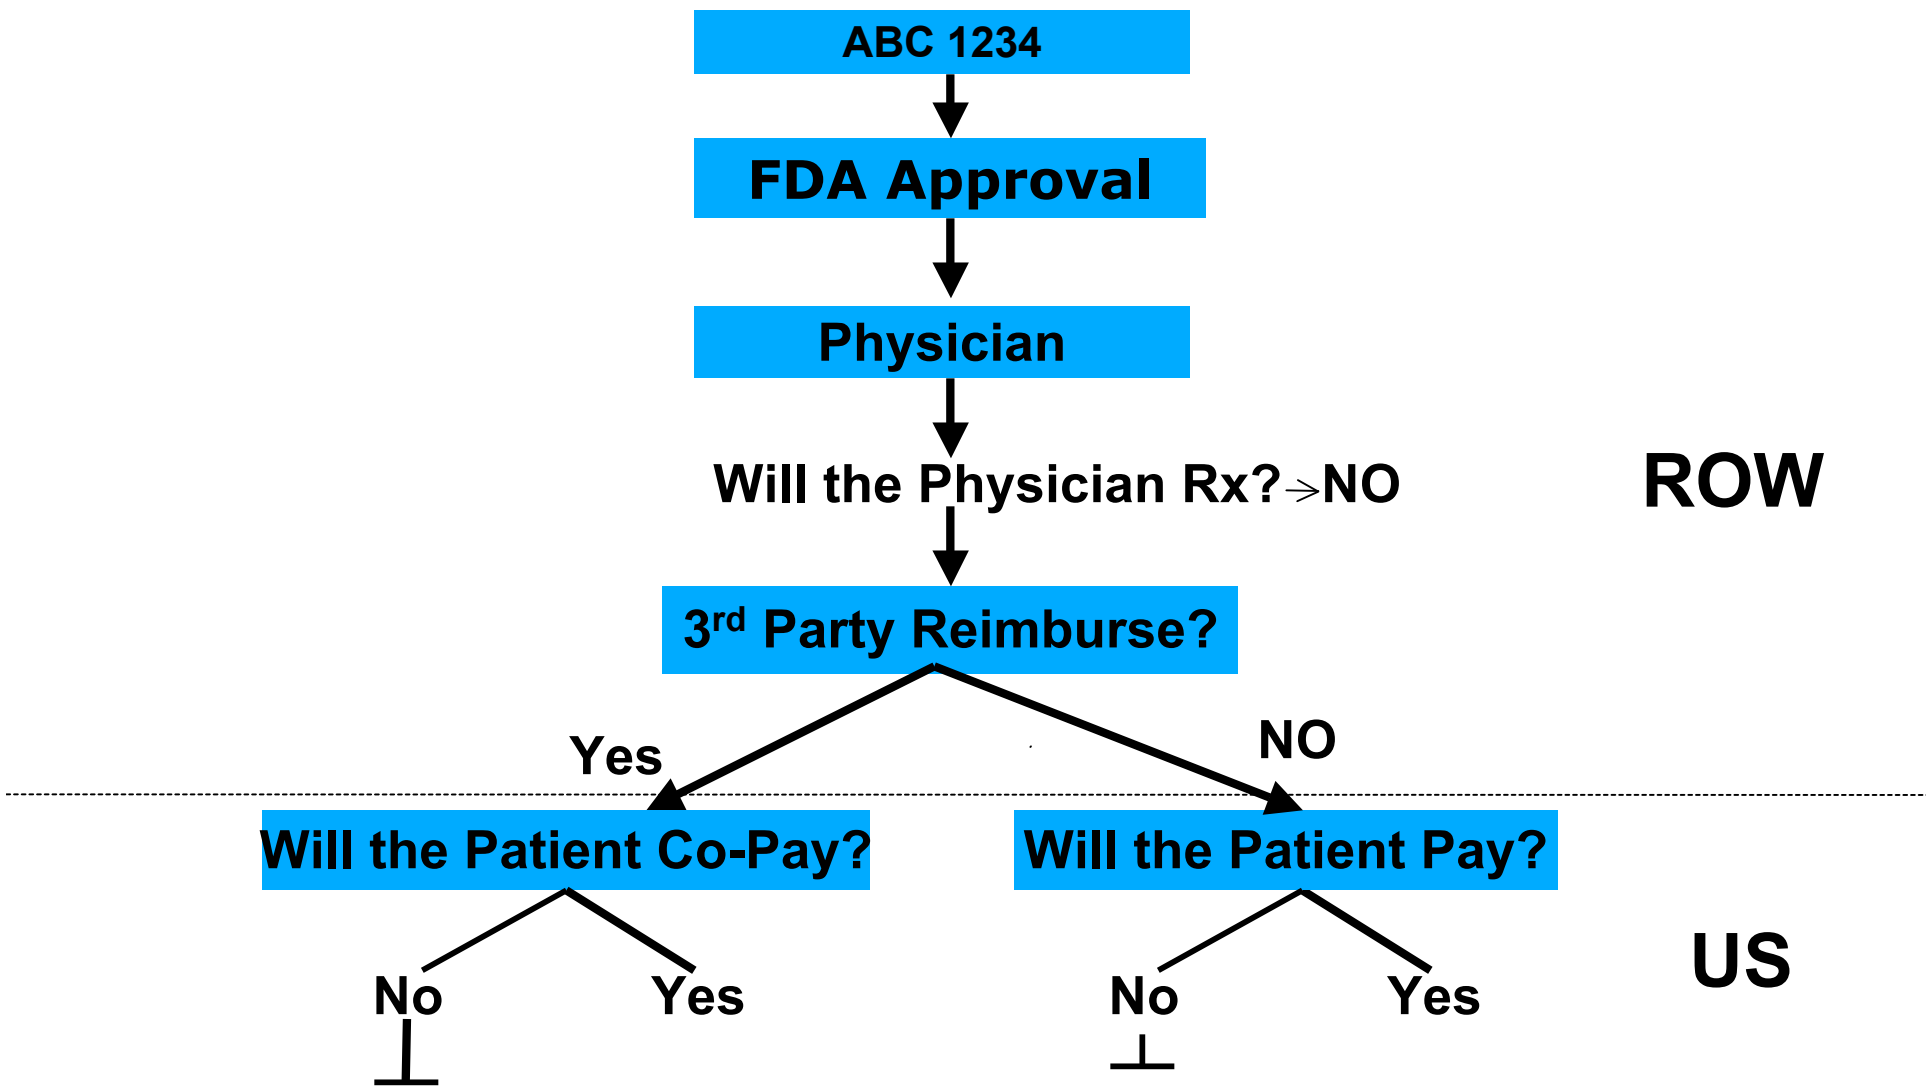 ABC 1234
FDA Approval
Physician
Will the Physician Rx? → NO
ROW
3rd Party Reimburse?
Yes
NO
Will the Patient Co-Pay?
Will the Patient Pay?
US
No
Yes
No
Yes